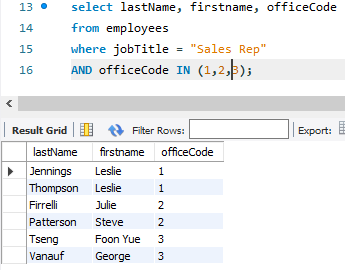 13 select lastName, firstname, officeCode
14 from employees
15 where jobTitle = "Sales Rep"
16 AND officeCode IN (1,2,3);
Result Grid Filter Rows: Export:
lastName firstname officeCode
Jennings Leslie 1
Thompson Leslie 1
Firrelli Julie 2
Patterson Steve 2
Tseng Foon Yue 3
Vanauf George 3